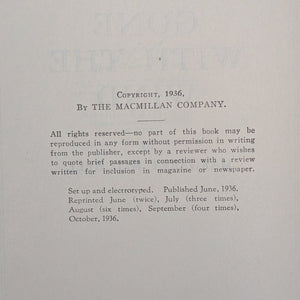 COPYRIGHT, 1936,
BY THE MACMILLAN COMPANY.
All rights reserved—no part of this book may be
reproduced in any form without permission in writing
from the publisher, except by a reviewer who wishes
to quote brief passages in connection with a review
written for inclusion in magazine or newspaper.
Set up and electrotyped. Published June, 1936.
Reprinted June (twice), July (three times),
August (six times), September (four times),
October, 1936.